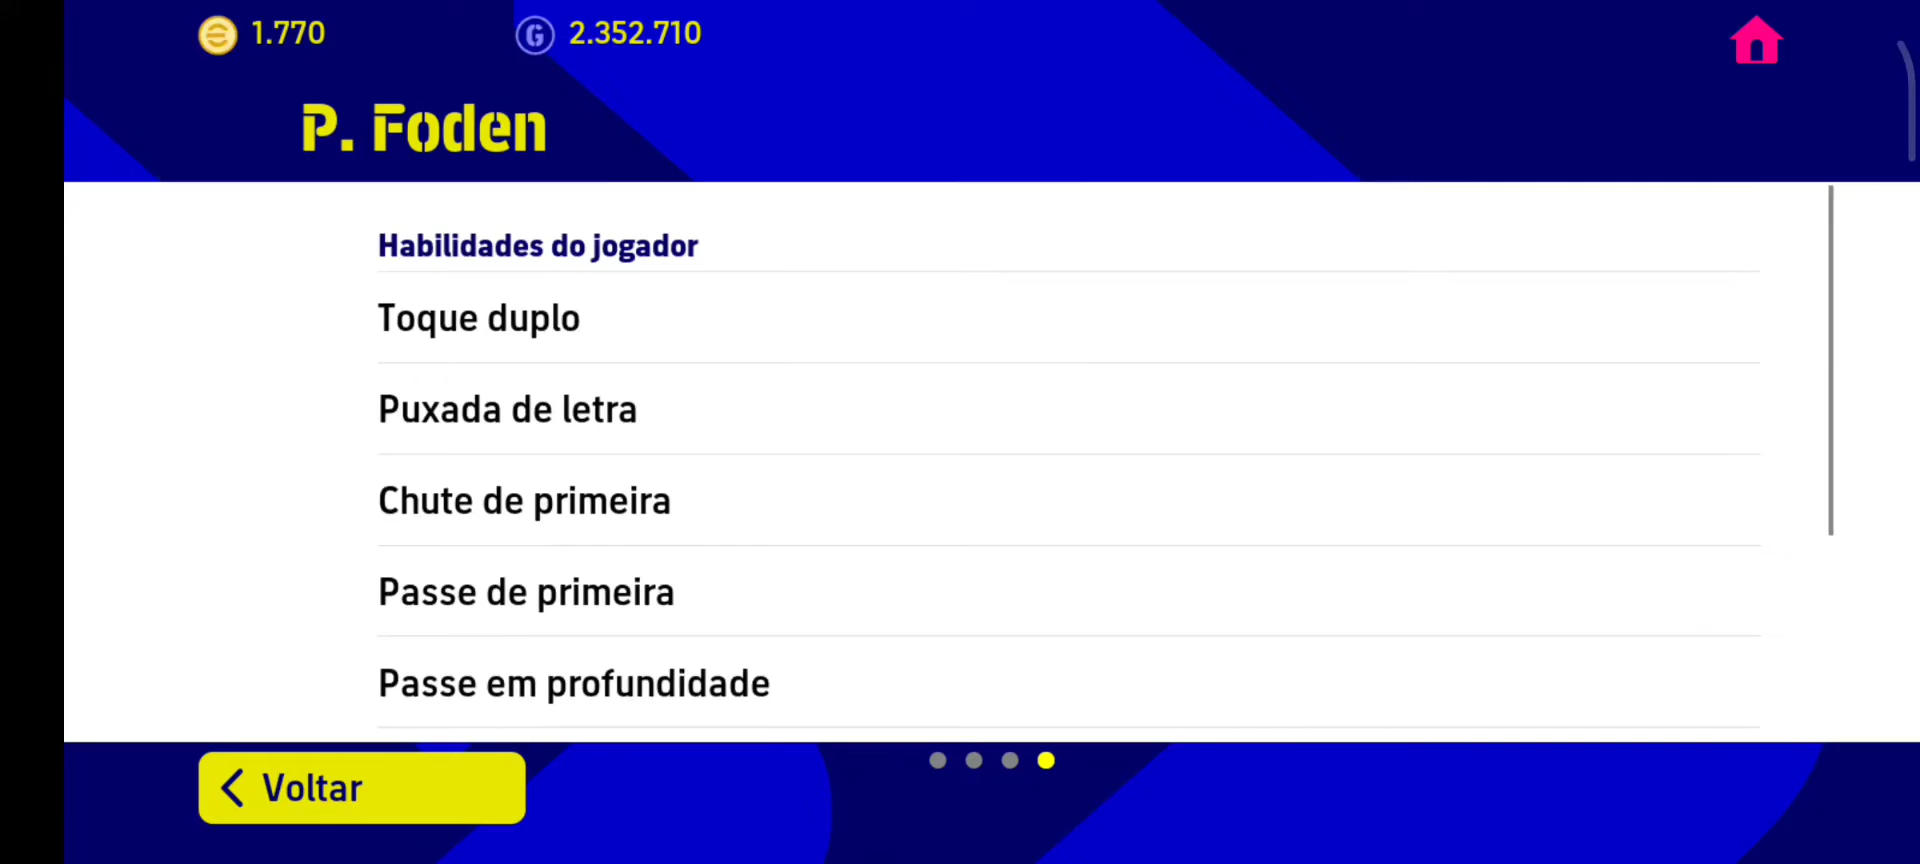 1.770
2.352.710
P. Foden
Habilidades do jogador
Toque duplo
Puxada de letra
Chute de primeira
Passe de primeira
Passe em profundidade
Voltar